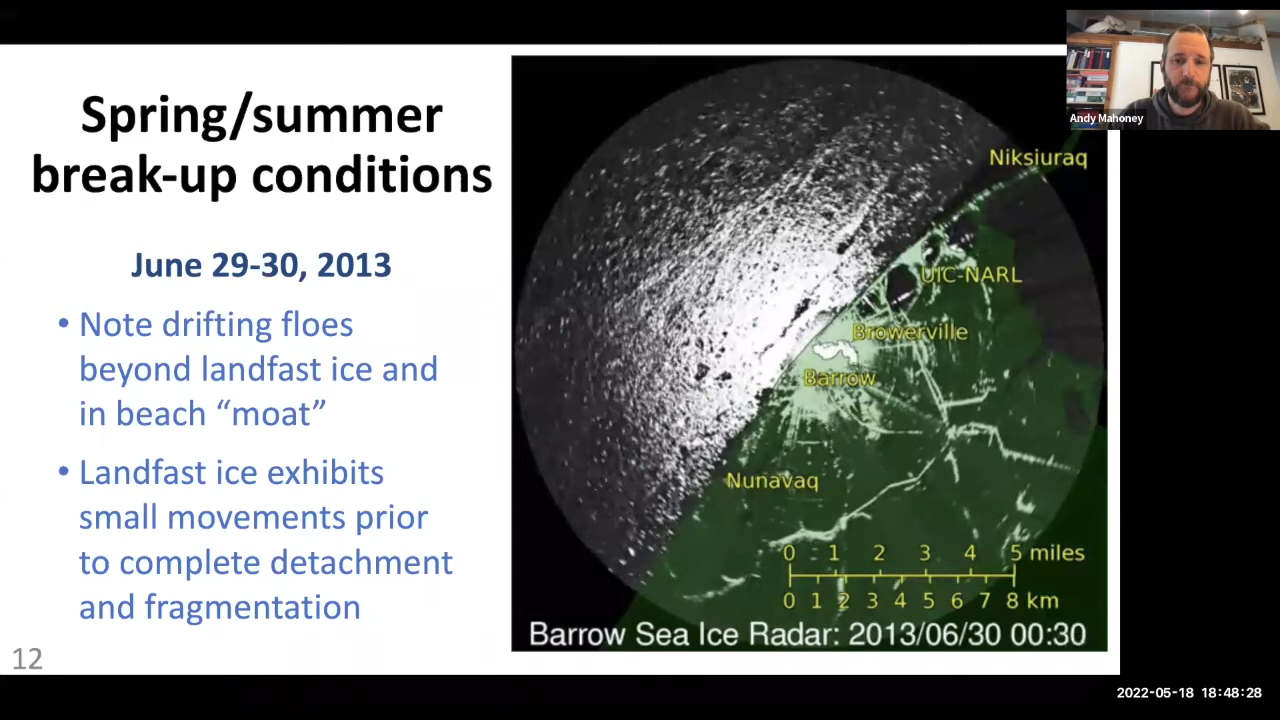 Spring/summer
break-up conditions
June 29-30, 2013
• Note drifting floes
beyond landfast ice and
in beach “moat”
• Landfast ice exhibits
small movements prior
to complete detachment
and fragmentation
12
Niksiuraq
UIC-NARL
Browerville
Barrow
Nunavaq
0 1 2 3 4 5 miles
0 1 2 3 4 5 6 7 8 km
Barrow Sea Ice Radar: 2013/06/30 00:30
Andy Mahoney
2022-05-18 18:48:28